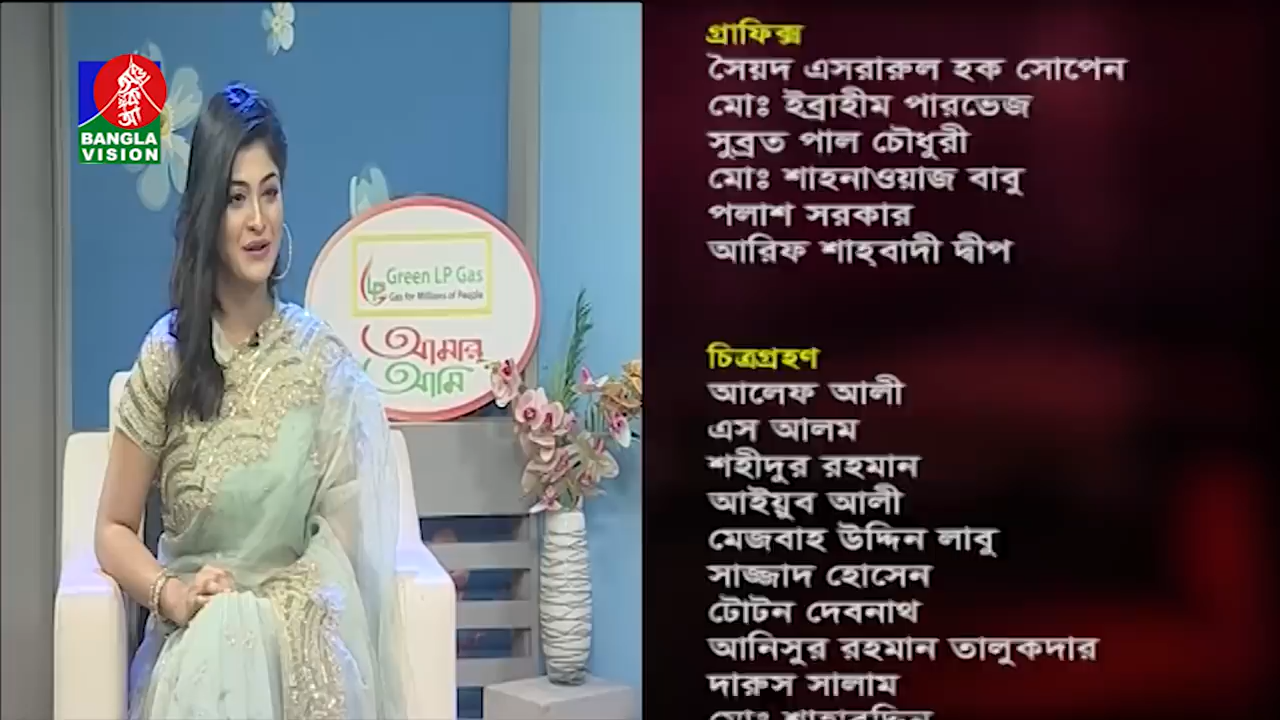 BANGLA
VISION
Green LP Gas
Gas for Millions of People
আমার
আমি
গ্রাফিক্স
সৈয়দ এসরারুল হক সোপেন
মোঃ ইব্রাহীম পারভেজ
সুব্রত পাল চৌধুরী
মোঃ শাহনাওয়াজ বাবু
পলাশ সরকার
আরিফ শাহ্‌বাদী দ্বীপ
চিত্রগ্রহণ
আলেফ আলী
এস আলম
শহীদুর রহমান
আইয়ুব আলী
মেজবাহ উদ্দিন লাবু
সাজ্জাদ হোসেন
টোটন দেবনাথ
আনিসুর রহমান তালুকদার
দারুস সালাম
মোঃ